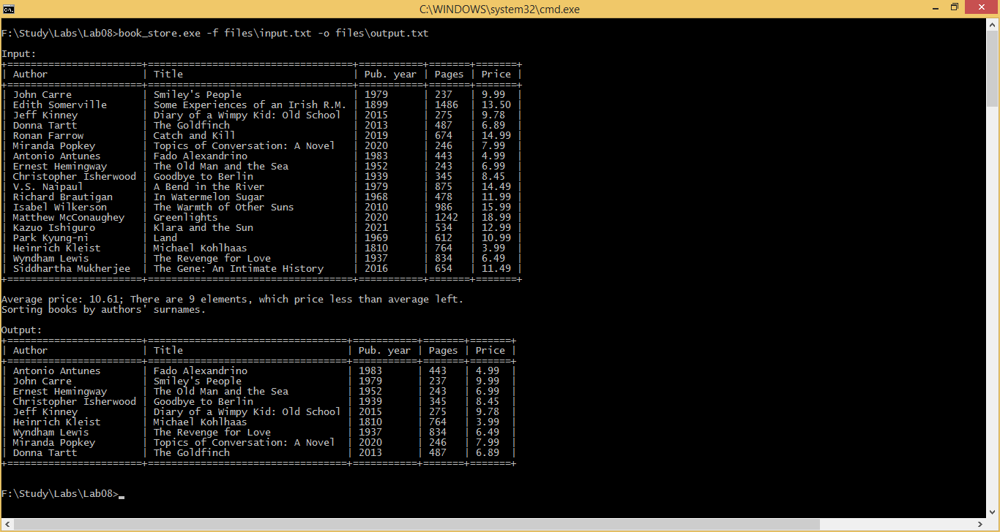 C:\WINDOWS\system32\cmd.exe
F:\Study\Labs\Lab08>book_store.exe -f files\input.txt -o files\output.txt
Input:
+=======================+===================================+===========+=======+=======+
| Author                | Title                             | Pub. year | Pages | Price |
+=======================+===================================+===========+=======+=======+
| John Carre            | Smiley's People                   | 1979      | 237   | 9.99  |
| Edith Somerville      | Some Experiences of an Irish R.M. | 1899      | 1486  | 13.50 |
| Jeff Kinney           | Diary of a Wimpy Kid: Old School  | 2015      | 275   | 9.78  |
| Donna Tartt           | The Goldfinch                     | 2013      | 487   | 6.89  |
| Ronan Farrow          | Catch and Kill                    | 2019      | 674   | 14.99 |
| Miranda Popkey        | Topics of Conversation: A Novel   | 2020      | 246   | 7.99  |
| Antonio Antunes       | Fado Alexandrino                  | 1983      | 443   | 4.99  |
| Ernest Hemingway      | The Old Man and the Sea           | 1952      | 243   | 6.99  |
| Christopher Isherwood | Goodbye to Berlin                 | 1939      | 345   | 8.45  |
| V.S. Naipaul          | A Bend in the River               | 1979      | 875   | 14.49 |
| Richard Brautigan     | In Watermelon Sugar               | 1968      | 478   | 11.99 |
| Isabel Wilkerson      | The Warmth of Other Suns          | 2010      | 986   | 15.99 |
| Matthew McConaughey   | Greenlights                       | 2020      | 1242  | 18.99 |
| Kazuo Ishiguro        | Klara and the Sun                 | 2021      | 534   | 12.99 |
| Park Kyung-ni         | Land                              | 1969      | 612   | 10.99 |
| Heinrich Kleist       | Michael Kohlhaas                  | 1810      | 764   | 3.99  |
| Wyndham Lewis         | The Revenge for Love              | 1937      | 834   | 6.49  |
| Siddhartha Mukherjee  | The Gene: An Intimate History     | 2016      | 654   | 11.49 |
+=======================+===================================+===========+=======+=======+
Average price: 10.61; There are 9 elements, which price less than average left.
Sorting books by authors' surnames.
Output:
+=======================+==================================+===========+=======+=======+
| Author                | Title                            | Pub. year | Pages | Price |
+=======================+==================================+===========+=======+=======+
| Antonio Antunes       | Fado Alexandrino                 | 1983      | 443   | 4.99  |
| John Carre            | Smiley's People                  | 1979      | 237   | 9.99  |
| Ernest Hemingway      | The Old Man and the Sea          | 1952      | 243   | 6.99  |
| Christopher Isherwood | Goodbye to Berlin                | 1939      | 345   | 8.45  |
| Jeff Kinney           | Diary of a Wimpy Kid: Old School | 2015      | 275   | 9.78  |
| Heinrich Kleist       | Michael Kohlhaas                 | 1810      | 764   | 3.99  |
| Wyndham Lewis         | The Revenge for Love             | 1937      | 834   | 6.49  |
| Miranda Popkey        | Topics of Conversation: A Novel  | 2020      | 246   | 7.99  |
| Donna Tartt           | The Goldfinch                    | 2013      | 487   | 6.89  |
+=======================+==================================+===========+=======+=======+
F:\Study\Labs\Lab08>_